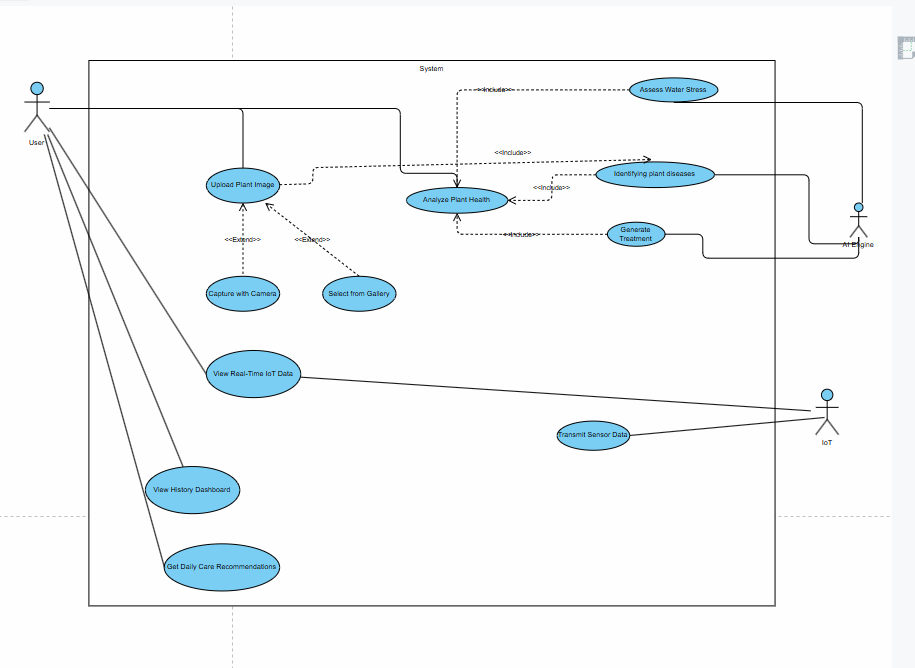 System
<<Include>>
Assess Water Stress
User
<<Include>>
Identifying plant diseases
Upload Plant Image
<<Include>>
Analyze Plant Health
Generate
Treatment
<<Include>>
<<Extend>>
<<Extend>>
AI Engine
Capture with Camera
Select from Gallery
View Real-Time IoT Data
Transmit Sensor Data
IoT
View History Dashboard
Get Daily Care Recommendations